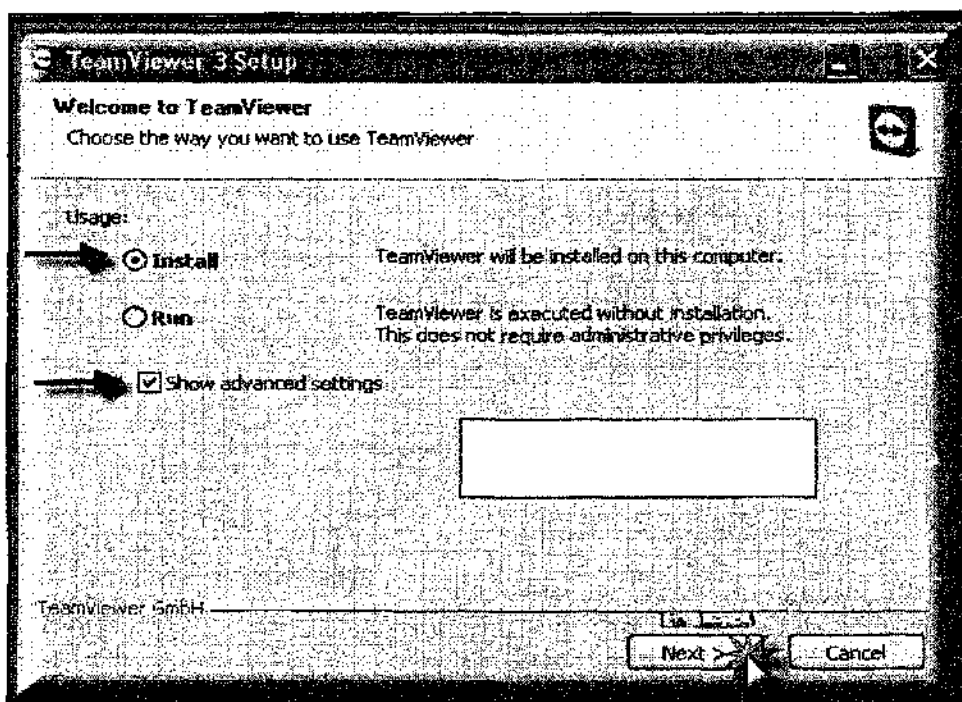 TeamViewer 3 Setup
Welcome to TeamViewer
Choose the way you want to use TeamViewer
Usage:
Install
TeamViewer will be installed on this computer.
Run
TeamViewer is executed without installation.
This does not require administrative privileges.
Show advanced settings
TeamViewer GmbH
Next >
Cancel